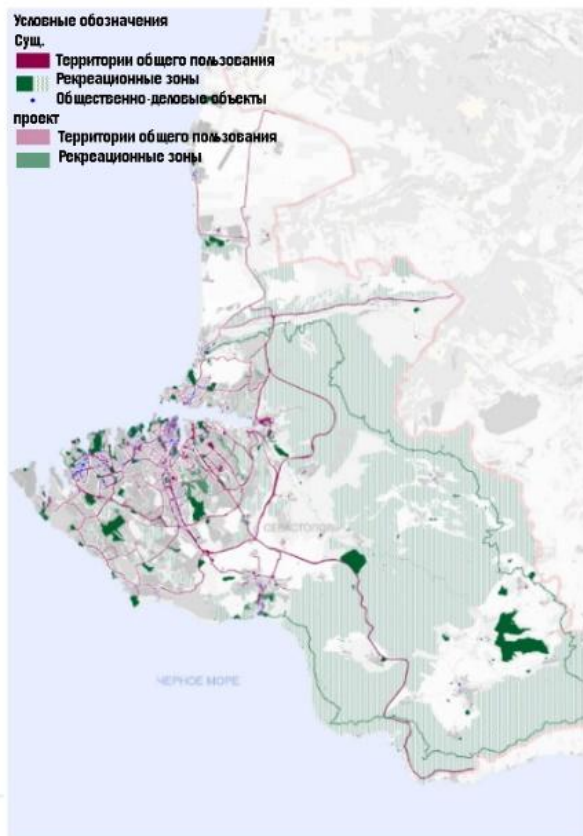 Условные обозначения
Сущ.
Территории общего пользования
Рекреационные зоны
Общественно-деловые объекты
проект
Территории общего пользования
Рекреационные зоны
СЕВАСТОПОЛЬ
ЧЕРНОЕ МОРЕ